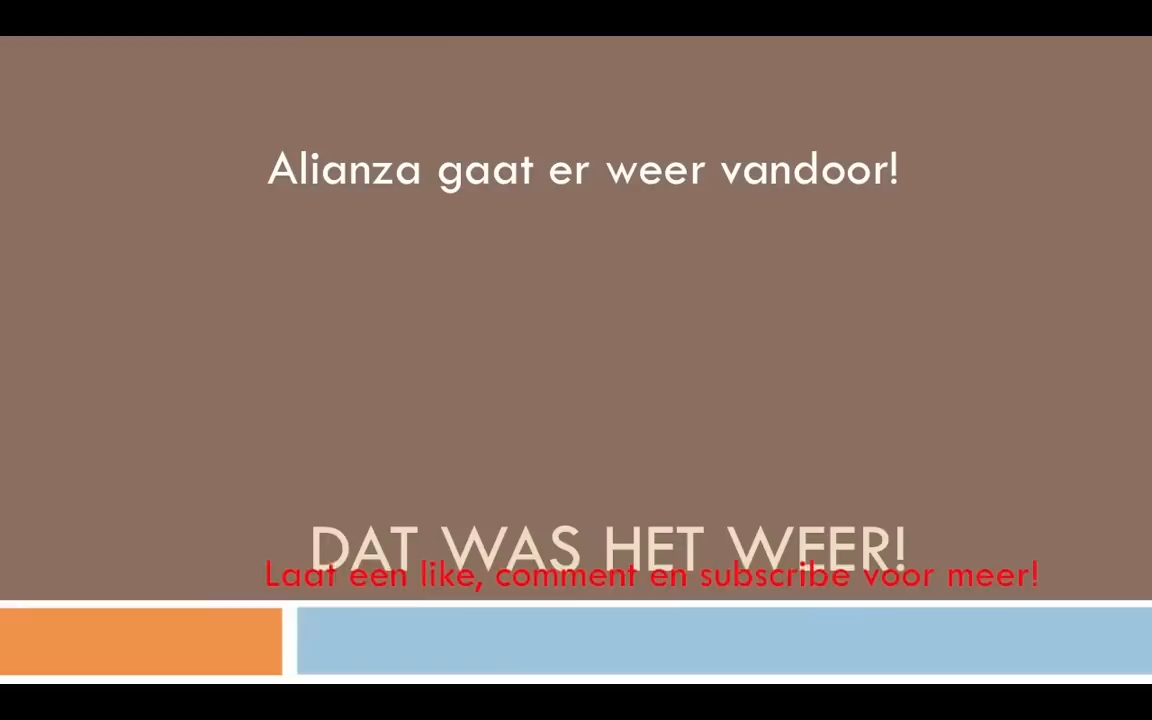 Alianza gaat er weer vandoor!
DAT WAS HET WEER!
Laat een like, comment en subscribe voor meer!